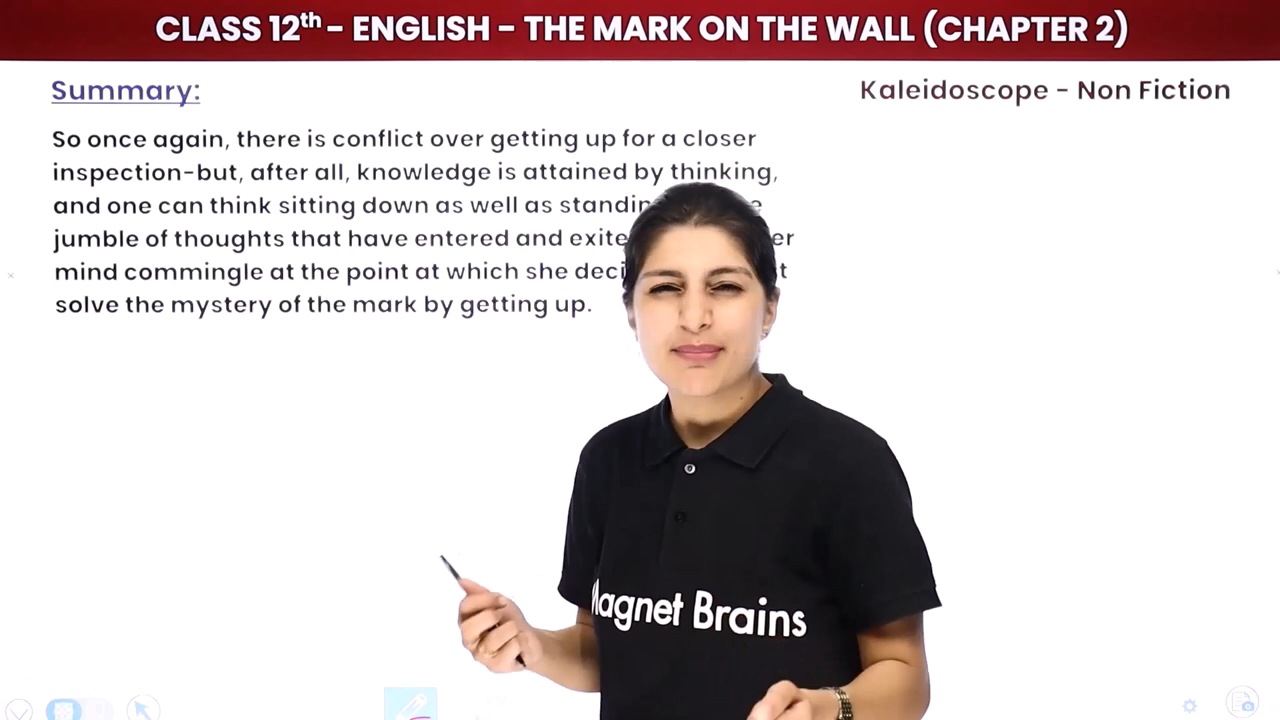 CLASS 12th – ENGLISH – THE MARK ON THE WALL (CHAPTER 2)
Summary:
Kaleidoscope – Non Fiction
So once again, there is conflict over getting up for a closer
inspection-but, after all, knowledge is attained by thinking,
and one can think sitting down as well as
jumble of thoughts that have entered and
mind commingle at the point at which she
solve the mystery of the mark by getting up.
Magnet Brains